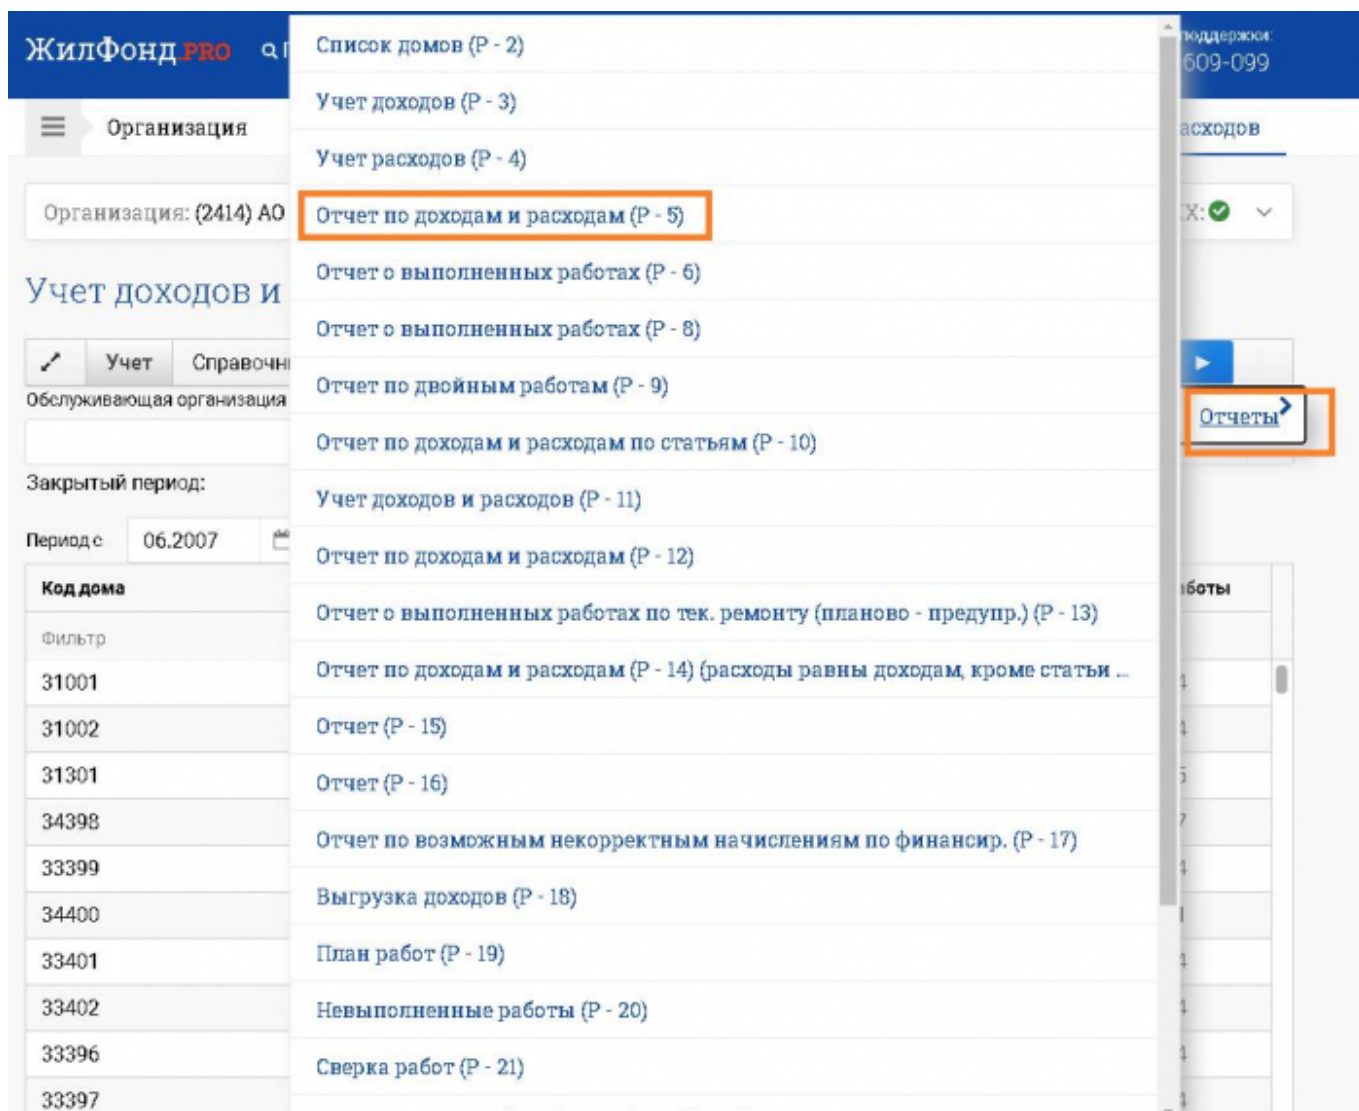 ЖилФонд.PRO
поддержки:
609-099
Организация
асходов
Организация: (2414) АО
Х:
Учет доходов и
Учет
Справочн
Обслуживающая организация
Закрытый период:
Период с 06.2007
Код дома
боты
Фильтр
31001
31002
31301
34398
33399
34400
33401
33402
33396
33397
Список домов (Р - 2)
Учет доходов (Р - 3)
Учет расходов (Р - 4)
Отчет по доходам и расходам (Р - 5)
Отчет о выполненных работах (Р - 6)
Отчет о выполненных работах (Р - 8)
Отчет по двойным работам (Р - 9)
Отчет по доходам и расходам по статьям (Р - 10)
Учет доходов и расходов (Р - 11)
Отчет по доходам и расходам (Р - 12)
Отчет о выполненных работах по тек. ремонту (планово - предупр.) (Р - 13)
Отчет по доходам и расходам (Р - 14) (расходы равны доходам, кроме статьи ...
Отчет (Р - 15)
Отчет (Р - 16)
Отчет по возможным некорректным начислениям по финансир. (Р - 17)
Выгрузка доходов (Р - 18)
План работ (Р - 19)
Невыполненные работы (Р - 20)
Сверка работ (Р - 21)
Отчеты